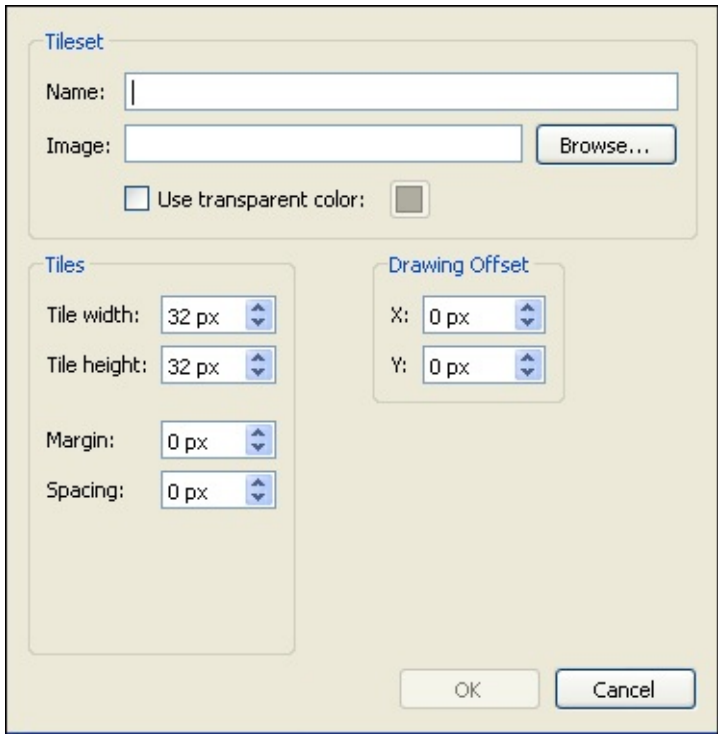 Tileset
Name:
Image: Browse...
Use transparent color:
Tiles
Tile width: 32 px
Tile height: 32 px
Margin: 0 px
Spacing: 0 px
Drawing Offset
X: 0 px
Y: 0 px
OK Cancel